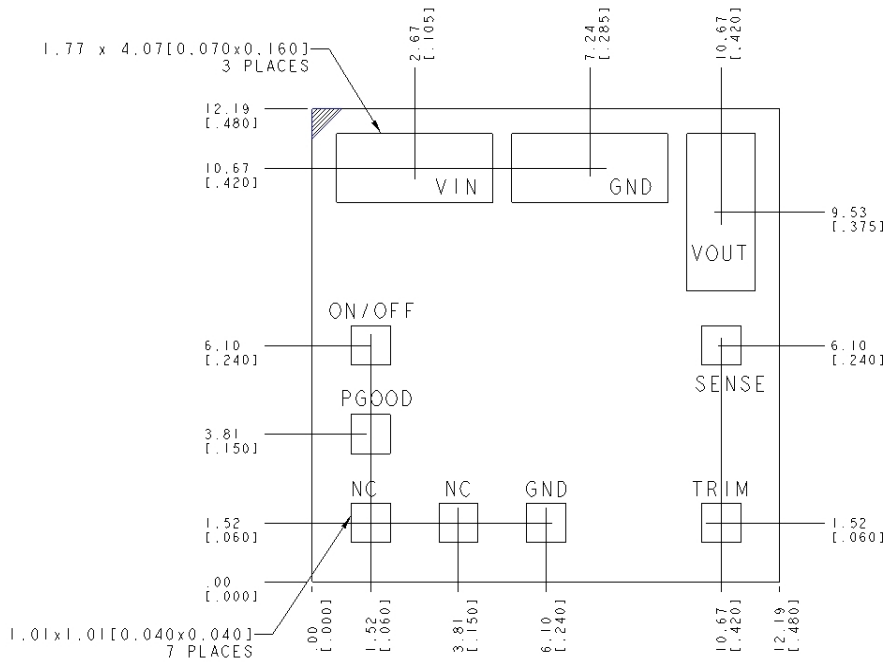 2.67
[.105]
7.24
[.285]
10.67
[.420]
1.77 x 4.07[0.070x0.160]
3 PLACES
12.19
[.480]
10.67
[.420]
VIN
GND
9.53
[.375]
VOUT
ON/OFF
6.10
[.240]
6.10
[.240]
SENSE
PGOOD
3.81
[.150]
NC
NC
GND
TRIM
1.52
[.060]
1.52
[.060]
.00
[.000]
.00
[.000]
1.52
[.060]
3.81
[.150]
6.10
[.240]
10.67
[.420]
12.19
[.480]
1.01x1.01[0.040x0.040]
7 PLACES